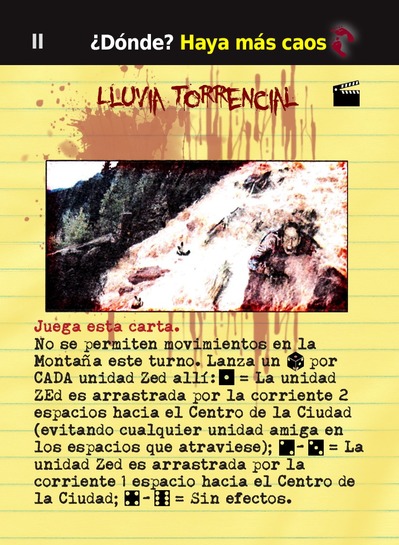 II
¿Dónde? Haya más caos
LLUVIA TORRENCIAL
Juega esta carta.
No se permiten movimientos en la
Montaña este turno. Lanza un por
CADA unidad Zed allí: = La unidad
ZEd es arrastrada por la corriente 2
espacios hacia el Centro de la Ciudad
(evitando cualquier unidad amiga en
los espacios que atraviese); - = La
unidad Zed es arrastrada por la
corriente 1 espacio hacia el Centro de
la Ciudad; - = Sin efectos.